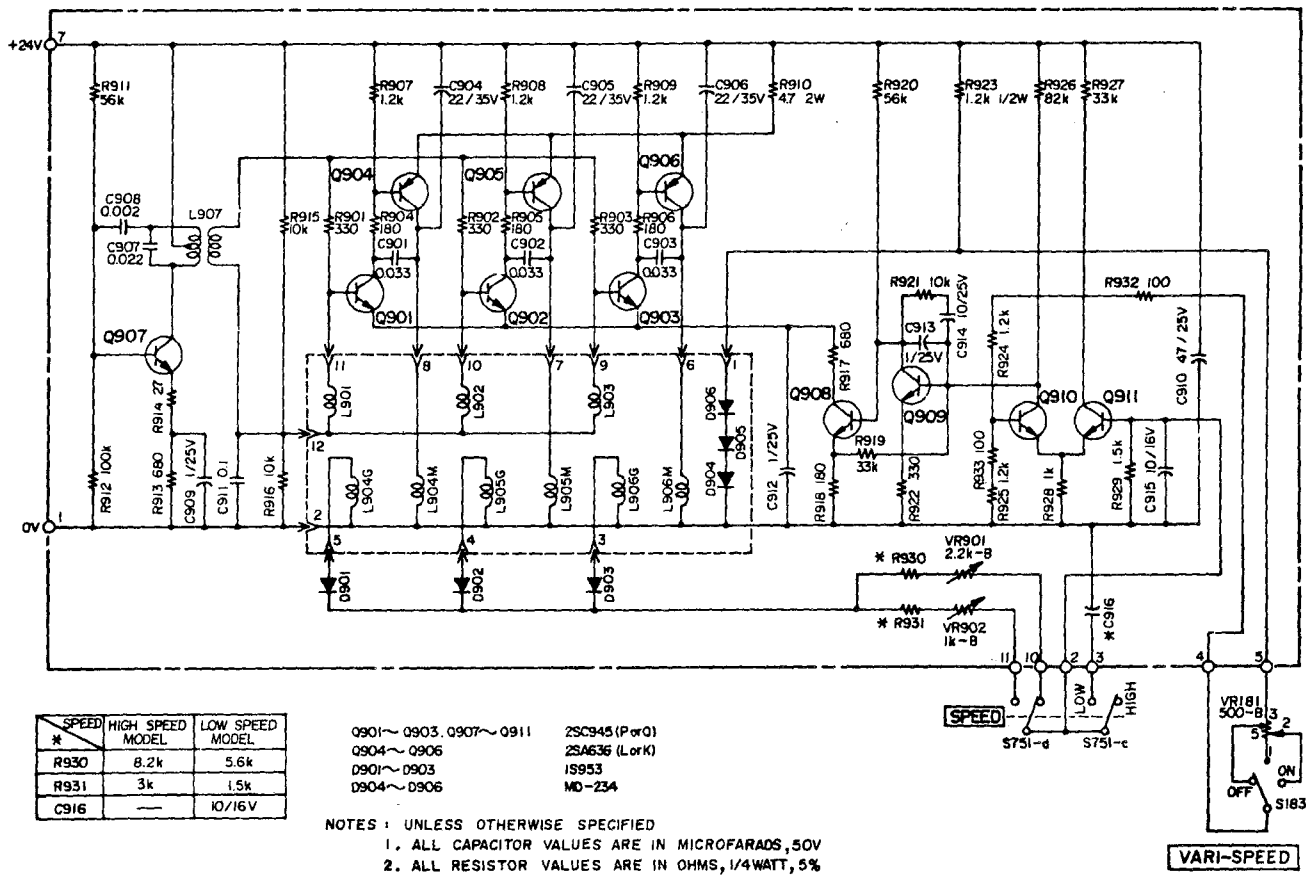 +24V 7
R911 56k
R907 1.2k
C904 22/35V
R908 1.2k
C905 22/35V
R909 1.2k
C906 22/35V
R910 4.7 2W
R920 56k
R923 1.2k 1/2W
R926 82k
R927 33k
Q904
Q905
Q906
C908 0.002
L907
C907 0.022
R915 10k
R901 330
R904 180
R902 330
R905 180
R903 330
R906 180
C901 0.033
C902 0.033
C903 0.033
R921 10k
C914 10/25V
R932 100
Q901
Q902
Q903
C913 1/25V
R924 1.2k
C910 47/25V
Q907
R917 680
11
8
10
7
9
6
1
L901
L902
L903
D906
D905
D904
Q908
Q909
Q910
Q911
R914 27
12
R919 33k
R912 100k
R913 680
C909 1/25V
C911 0.1
R916 10k
L904G
L904M
L905G
L905M
L906G
L906M
C912 1/25V
R918 180
R922 330
R933 100
R925 1.2k
R928 1k
R929 1.5k
C915 10/16V
0V 1
2
5
4
3
D901
D902
D903
* R930
VR901 2.2k-B
* R931
VR902 1k-B
* C916
11
10
2
3
4
5
SPEED
LOW
HIGH
S751-d
S751-c
VR181 500-B
3
2
5
1
ON
OFF
S183
VARI-SPEED
SPEED * HIGH SPEED MODEL LOW SPEED MODEL
R930 8.2k 5.6k
R931 3k 1.5k
C916 — 10/16V
Q901~Q903, Q907~Q911 2SC945 (P or Q)
Q904~Q906 2SA636 (L or K)
D901~D903 1S953
D904~D906 MD-234
NOTES : UNLESS OTHERWISE SPECIFIED
1. ALL CAPACITOR VALUES ARE IN MICROFARADS, 50V
2. ALL RESISTOR VALUES ARE IN OHMS, 1/4WATT, 5%